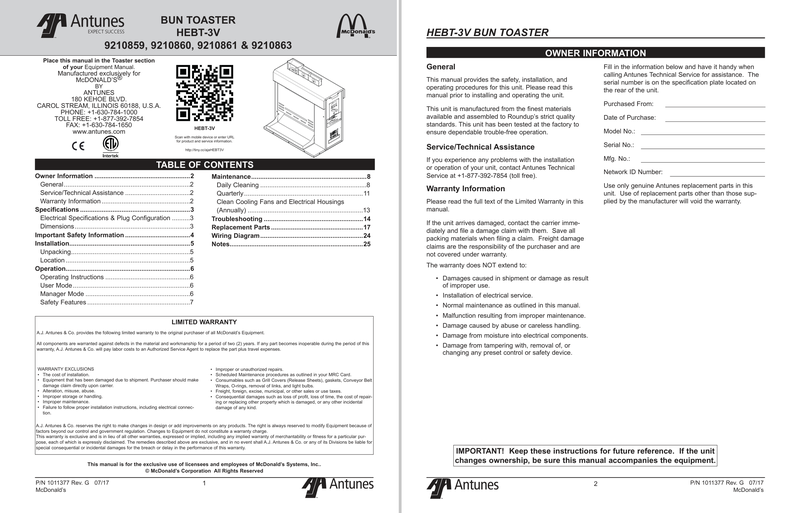 Antunes
EXPECT SUCCESS
BUN TOASTER
HEBT-3V
9210859, 9210860, 9210861 & 9210863
McDonald's
Place this manual in the Toaster section
of your Equipment Manual.
Manufactured exclusively for
McDONALD'S®
BY
ANTUNES
180 KEHOE BLVD.
CAROL STREAM, ILLINOIS 60188, U.S.A.
PHONE: +1-630-784-1000
TOLL FREE: +1-877-392-7854
FAX: +1-630-784-1650
www.antunes.com
CE
ETL
Intertek
HEBT-3V
Scan with mobile device or enter URL
for product and service information.
TABLE OF CONTENTS
Owner Information ...2
General...2
Service/Technical Assistance ...2
Warranty Information...2
Specifications...3
Electrical Specifications & Plug Configuration ...3
Dimensions...3
Important Safety Information...4
Installation...5
Unpacking...5
Location...5
Operation...6
Operating Instructions ...6
User Mode...6
Manager Mode ...6
Safety Features ...7
Maintenance...8
Daily Cleaning ...8
Quarterly...11
Clean Cooling Fans and Electrical Housings
(Annually) ...13
Troubleshooting ...14
Replacement Parts...17
Wiring Diagram...24
Notes...25
LIMITED WARRANTY
A.J. Antunes & Co. provides the following limited warranty to the original purchaser of all McDonald's Equipment.
All components are warranted against defects in the material and workmanship for a period of two (2) years. If any part becomes inoperable during the period of this
warranty, A.J. Antunes & Co. will pay labor costs to an Authorized Service Agent to replace the part plus travel expenses.
WARRANTY EXCLUSIONS
• The cost of installation.
• Equipment that has been damaged due to shipment. Purchaser should make
damage claim directly upon carrier.
• Alteration, misuse, abuse.
• Improper storage or handling.
• Improper maintenance.
• Failure to follow proper installation instructions, including electrical connec-
tion.
• Improper or unauthorized repairs.
• Scheduled Maintenance procedures as outlined in your MRC Card.
• Consumables such as Grill Covers (Release Sheets); gaskets, Conveyor Belt
Wraps, O-rings, removal of links, and light bulbs.
• Freight, foreign, excise, municipal, or other sales or use taxes.
• Consequential damages such as loss of profit, loss of time, the cost of repair-
ing or replacing other property which is damaged, or any other incidental
damage of any kind.
A.J. Antunes & Co. reserves the right to make changes in design or add improvements on any products. The right is always reserved to modify Equipment because of
factors beyond our control and government regulation. Changes to Equipment do not constitute a warranty charge.
This warranty is exclusive and is in lieu of all other warranties, expressed or implied, including any implied warranty of merchantability or fitness for a particular pur-
pose, each of which is expressly disclaimed. The remedies described above are exclusive, and in no event shall A.J. Antunes & Co. or any of its Divisions be liable for
special consequential or incidental damages for the breach or delay in the performance of this warranty.
This manual is for the exclusive use of licensees and employees of McDonald's Systems, Inc..
© McDonald's Corporation All Rights Reserved
P/N 1011377 Rev. G 07/17
McDonald's
1
Antunes
HEBT-3V BUN TOASTER
OWNER INFORMATION
General
This manual provides the safety, installation, and
operating procedures for this unit. Please read this
manual prior to installing and operating the unit.
This unit is manufactured from the finest materials
available and assembled to Roundup's strict quality
standards. This unit has been tested at the factory to
ensure dependable trouble-free operation.
Service/Technical Assistance
If you experience any problems with the installation
or operation of your unit, contact Antunes Technical
Service at +1-877-392-7854 (toll free).
Warranty Information
Please read the full text of the Limited Warranty in this
manual.
If the unit arrives damaged, contact the carrier imme-
diately and file a damage claim with them. Save all
packing materials when filing a claim. Freight damage
claims are the responsibility of the purchaser and are
not covered under warranty.
The warranty does NOT extend to:
• Damages caused in shipment or damage as result
of improper use.
• Installation of electrical service.
• Normal maintenance as outlined in this manual.
• Malfunction resulting from improper maintenance.
• Damage caused by abuse or careless handling.
• Damage from moisture into electrical components.
• Damage from tampering with, removal of, or
changing any preset control or safety device.
Fill in the information below and have it handy when
calling Antunes Technical Service for assistance. The
serial number is on the specification plate located on
the rear of the unit.
Purchased From:
Date of Purchase:
Model No.:
Serial No.:
Mfg. No.:
Network ID Number:
Use only genuine Antunes replacement parts in this
unit. Use of replacement parts other than those sup-
plied by the manufacturer will void the warranty.
IMPORTANT! Keep these instructions for future reference. If the unit
changes ownership, be sure this manual accompanies the equipment.
Antunes
2
P/N 1011377 Rev. G 07/17
McDonald's